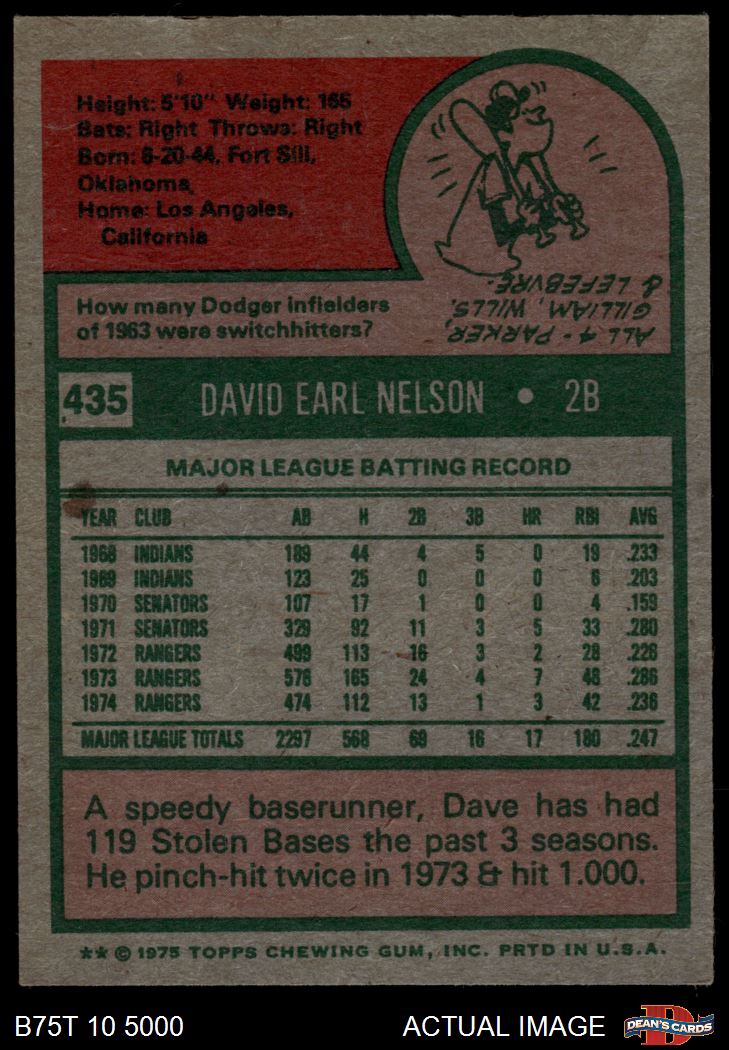 Height: 5'10" Weight: 165
Bats: Right Throws: Right
Born: 6-20-44, Fort Sill,
Oklahoma
Home: Los Angeles,
California
How many Dodger infielders
of 1963 were switchhitters?
ALL 4 - PARKER,
GILLIAM, WILLS,
& LEFEBVRE.
435 DAVID EARL NELSON • 2B
MAJOR LEAGUE BATTING RECORD
YEAR CLUB AB H 2B 3B HR RBI AVG
1968 INDIANS 189 44 4 5 0 19 .233
1969 INDIANS 123 25 0 0 0 6 .203
1970 SENATORS 107 17 1 0 0 4 .159
1971 SENATORS 329 92 11 3 5 33 .280
1972 RANGERS 499 113 16 3 2 28 .226
1973 RANGERS 576 165 24 4 7 48 .286
1974 RANGERS 474 112 13 1 3 42 .236
MAJOR LEAGUE TOTALS 2297 568 69 16 17 180 .247
A speedy baserunner, Dave has had
119 Stolen Bases the past 3 seasons.
He pinch-hit twice in 1973 & hit 1.000.
** © 1975 TOPPS CHEWING GUM, INC. PRTD IN U.S.A.
B75T 10 5000 ACTUAL IMAGE DEAN'S CARDS